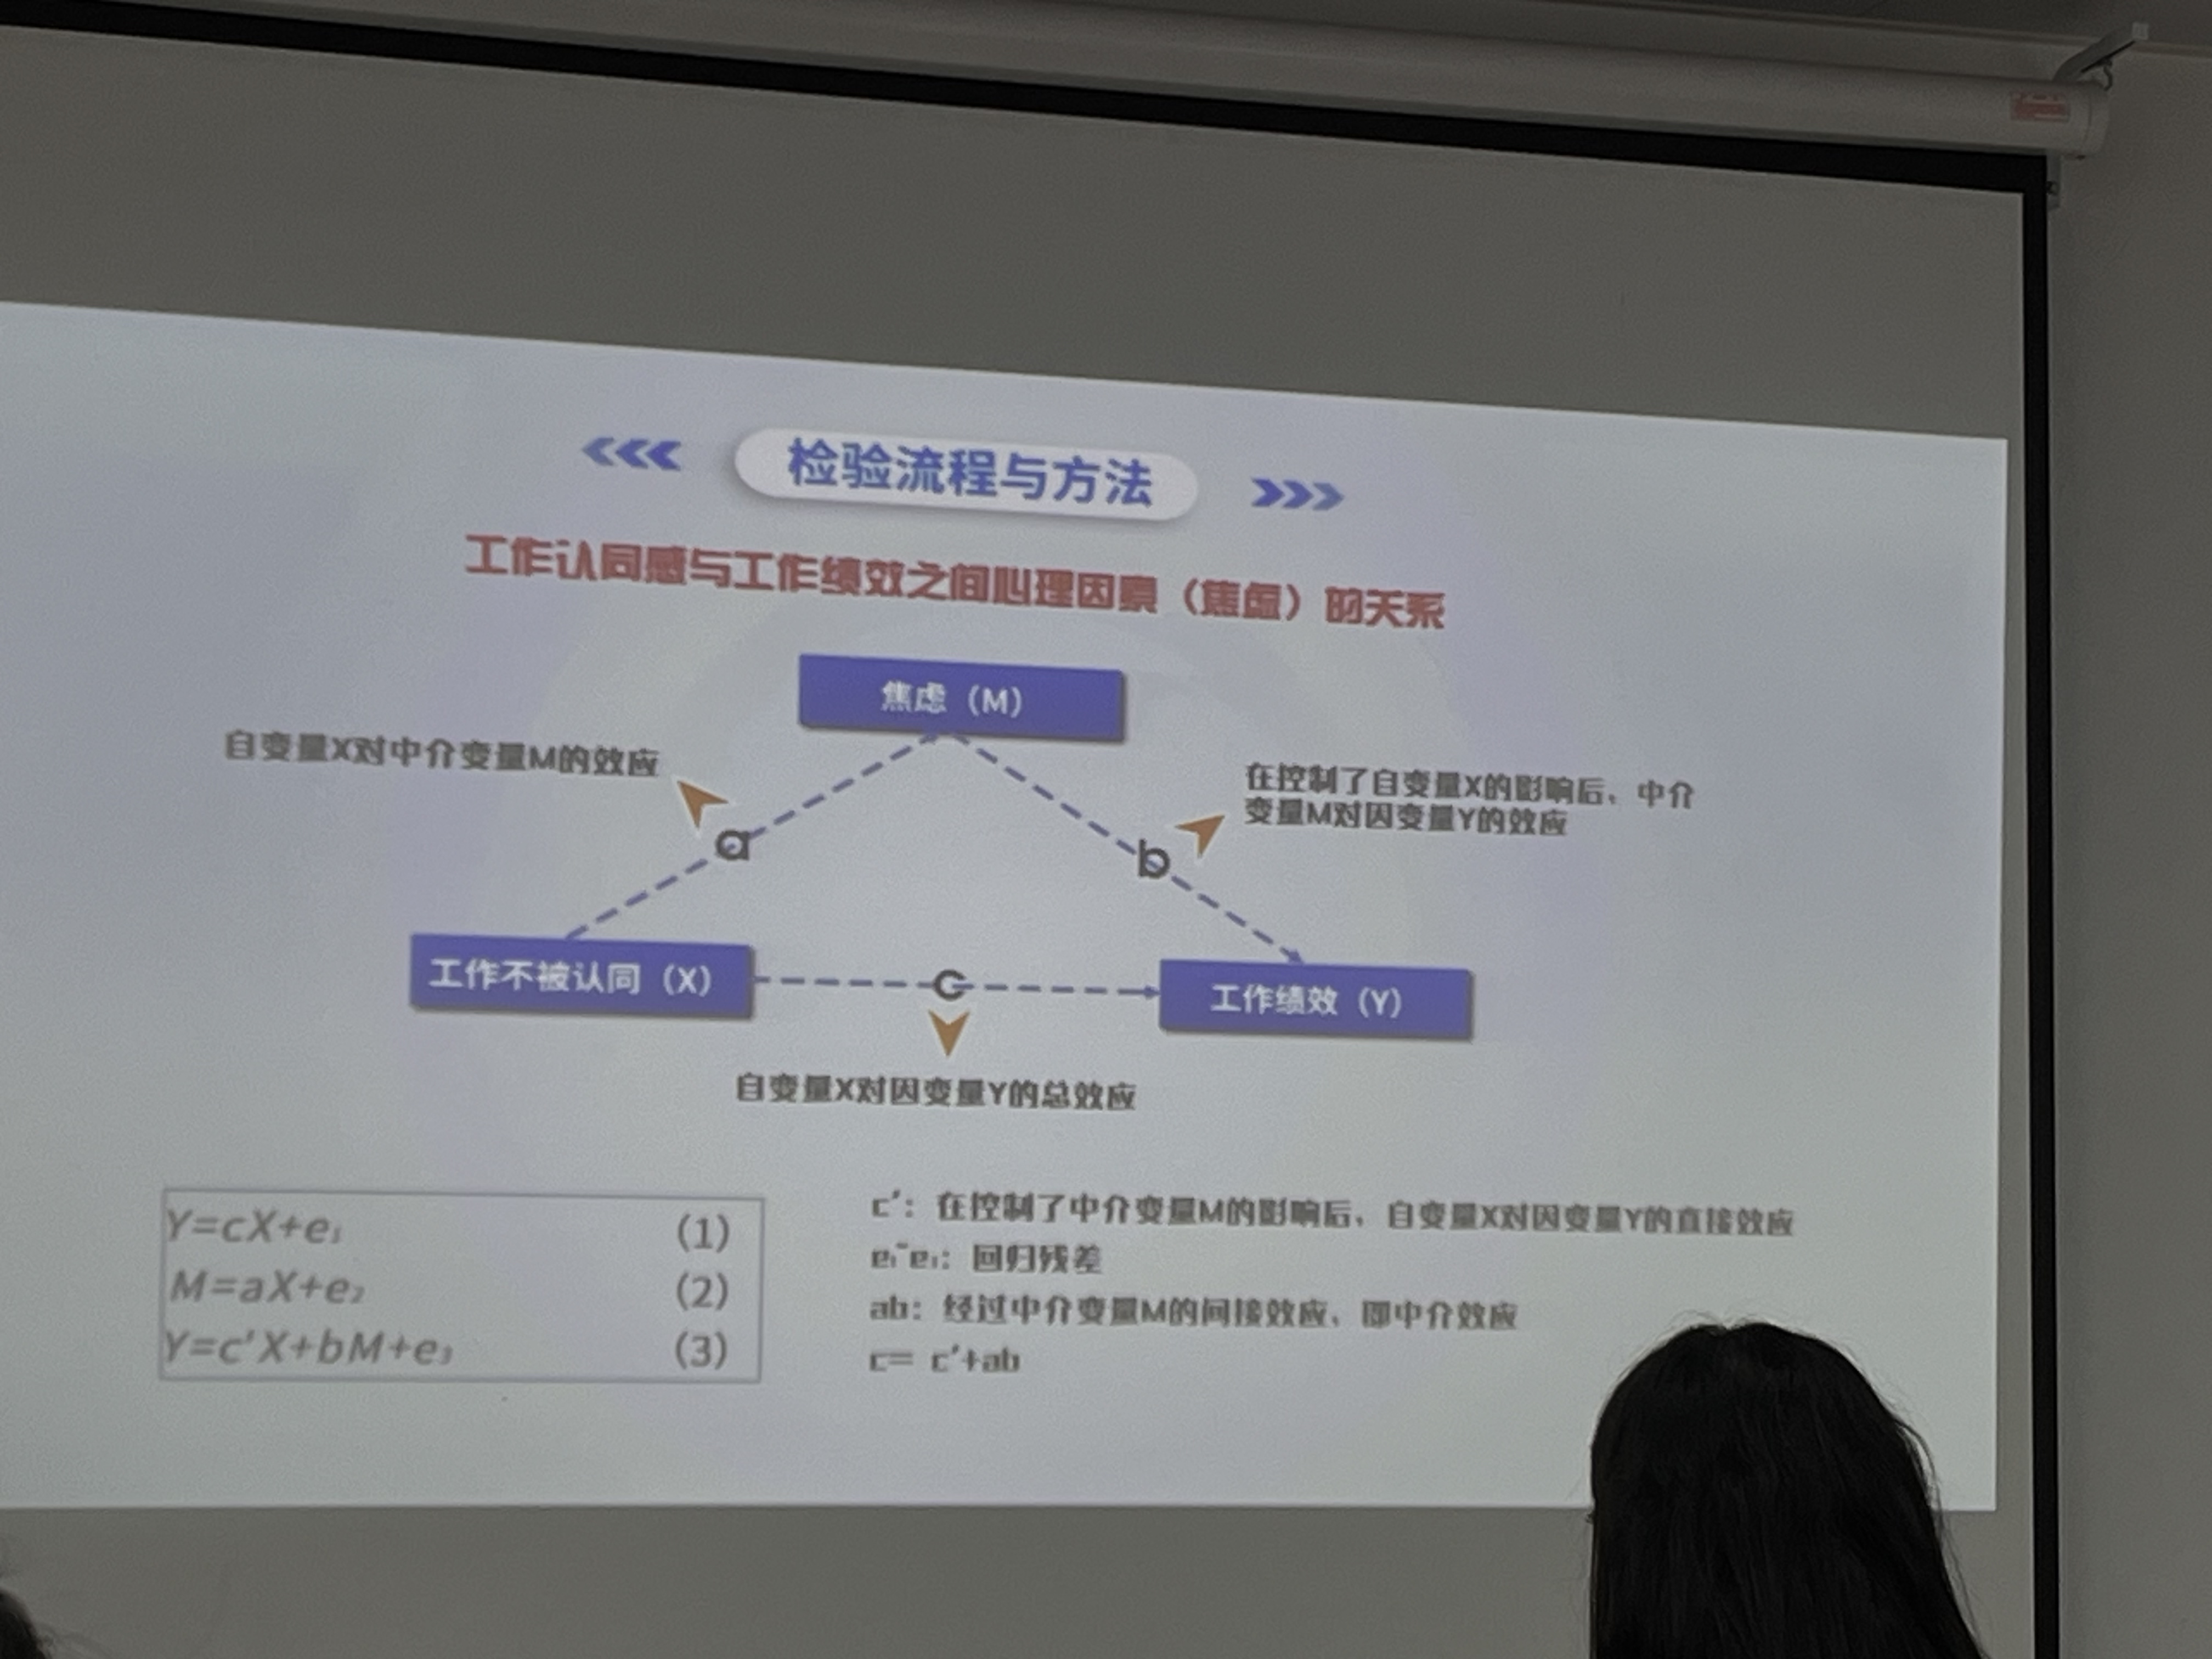 检验流程与方法
工作认同感与工作绩效之间心理因素（焦虑）的关系
焦虑（M）
自变量X对中介变量M的效应
在控制了自变量X的影响后，中介
变量M对因变量Y的效应
a
b
工作不被认同（X）
c
工作绩效（Y）
自变量X对因变量Y的总效应
Y=cX+e₁ (1)
M=aX+e₂ (2)
Y=c'X+bM+e₃ (3)
c'：在控制了中介变量M的影响后，自变量X对因变量Y的直接效应
e₁~e₁：回归残差
ab：经过中介变量M的间接效应，即中介效应
c= c'+ab